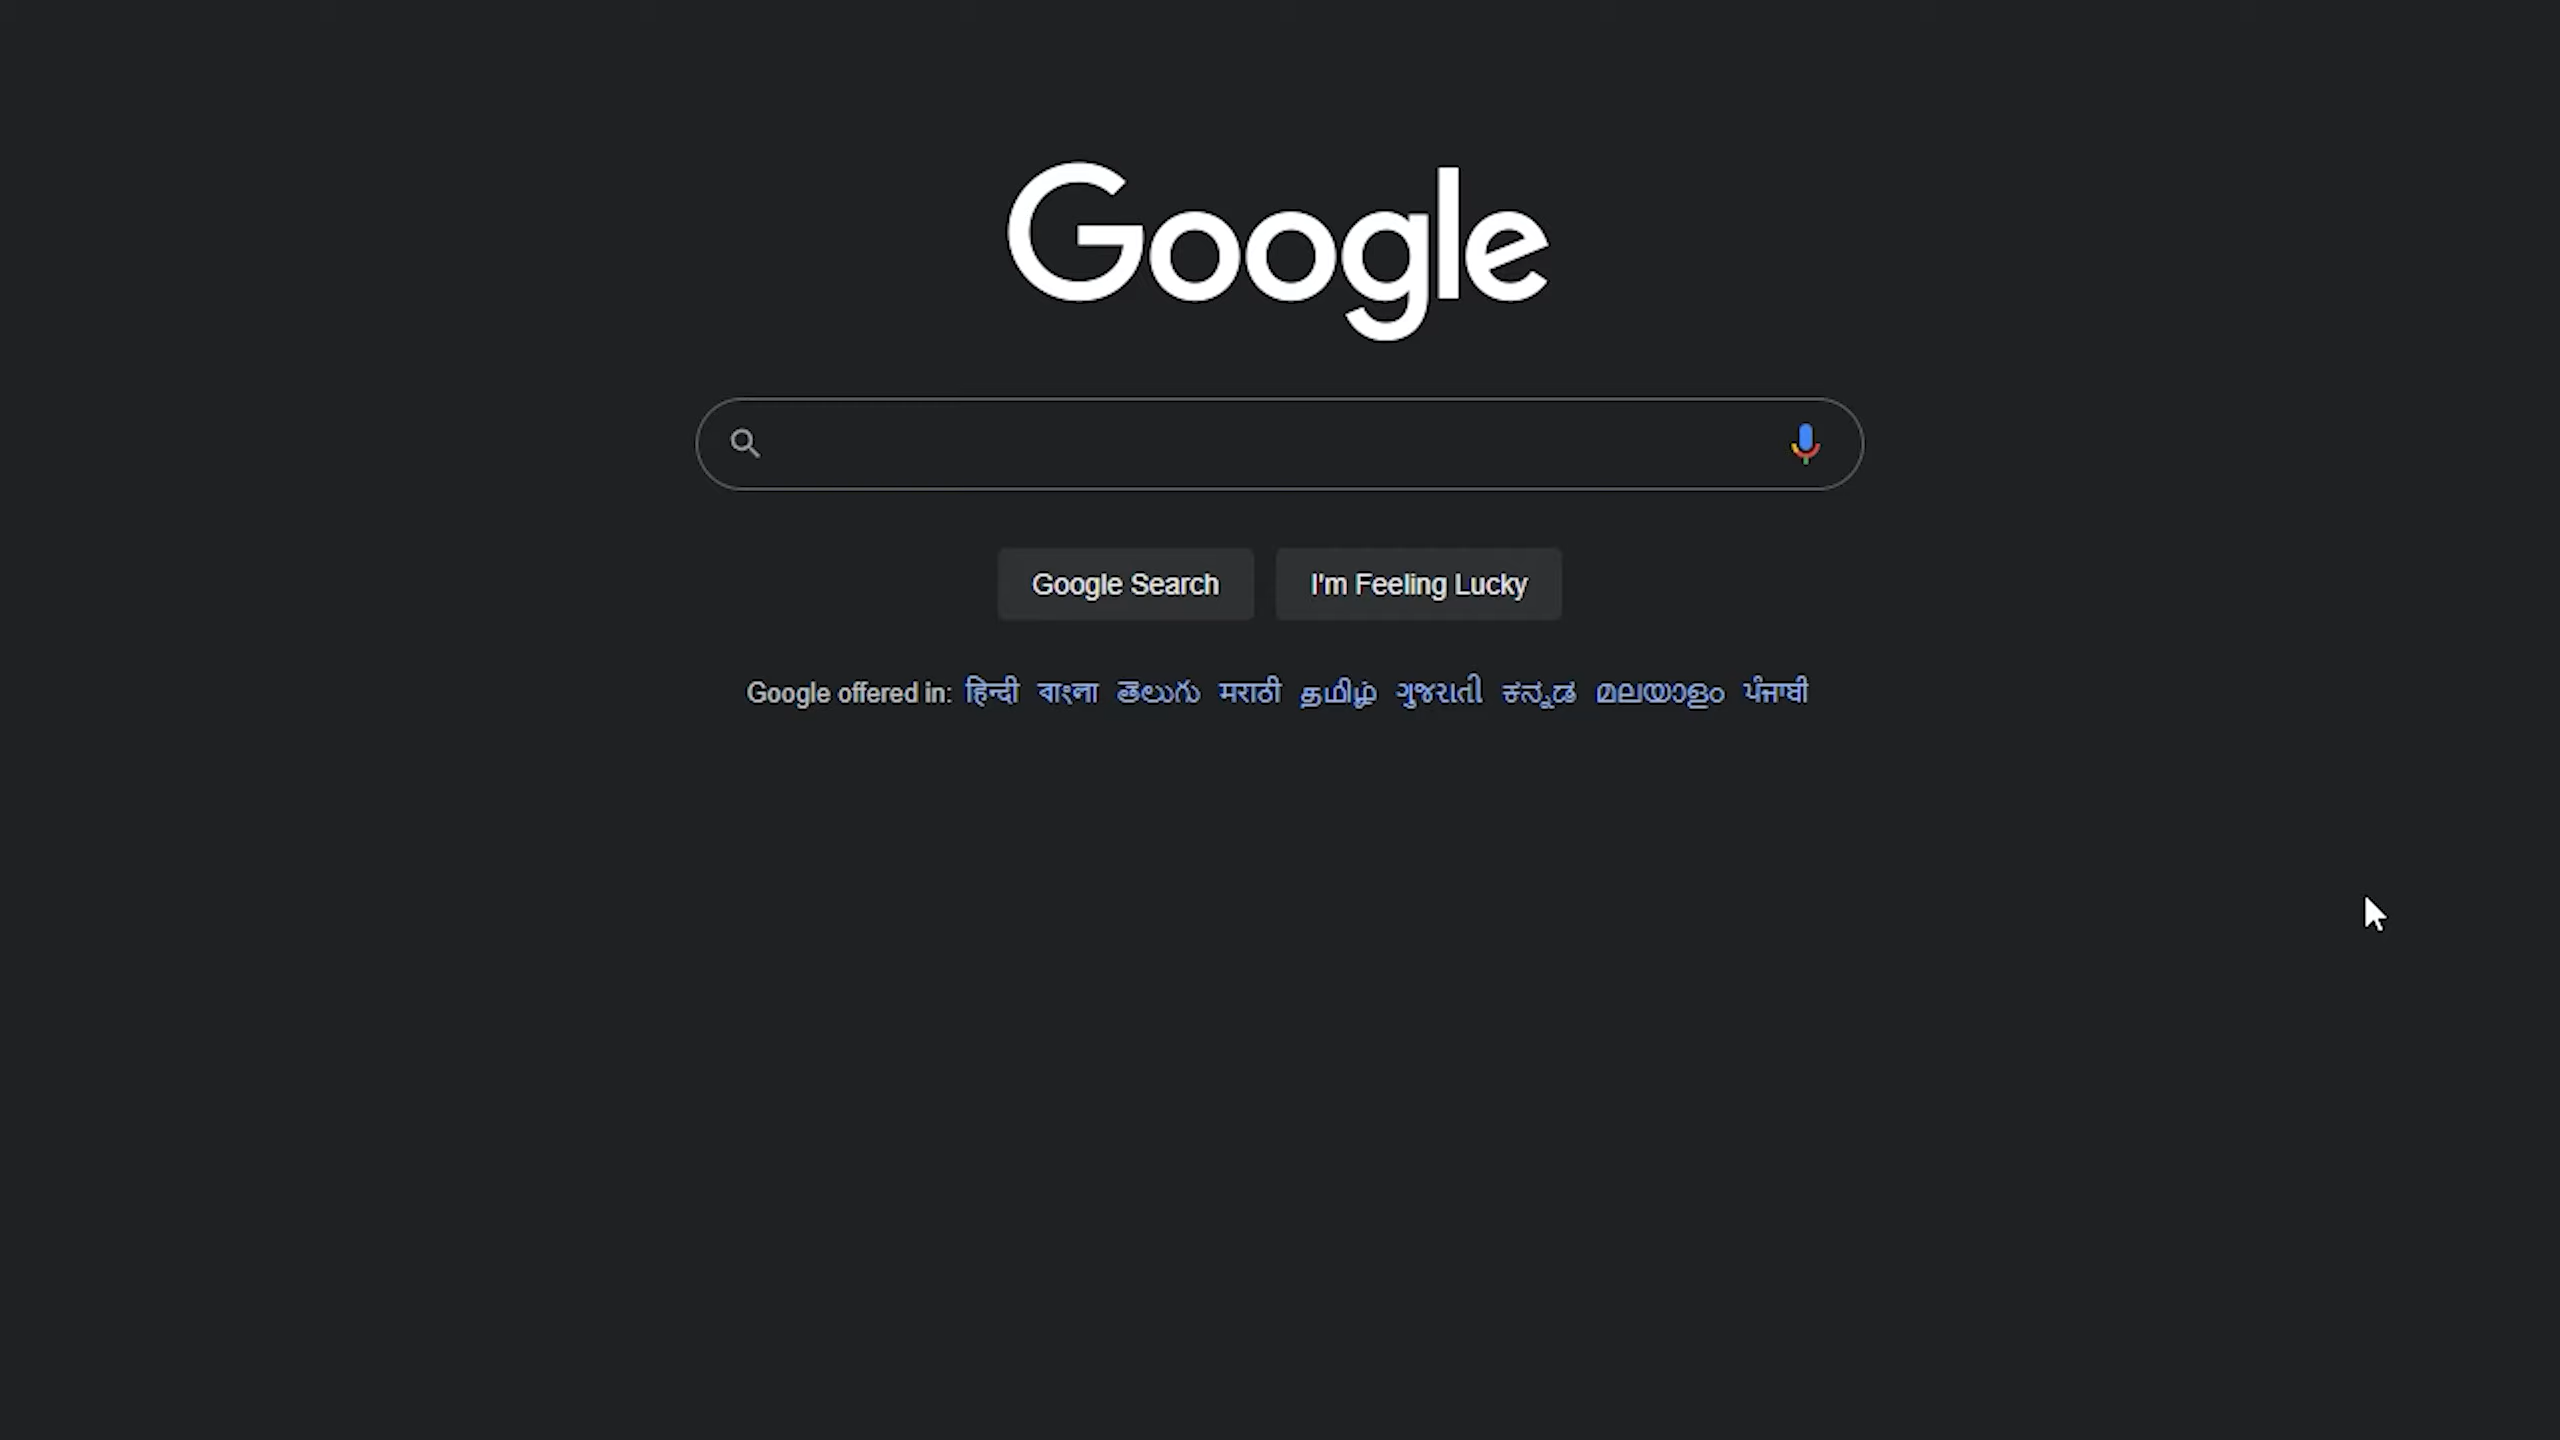 Google
Google Search I'm Feeling Lucky
Google offered in: हिन्दी বাংলা తెలుగు मराठी தமிழ் ગુજરાતી ಕನ್ನಡ മലയാളം ਪੰਜਾਬੀ